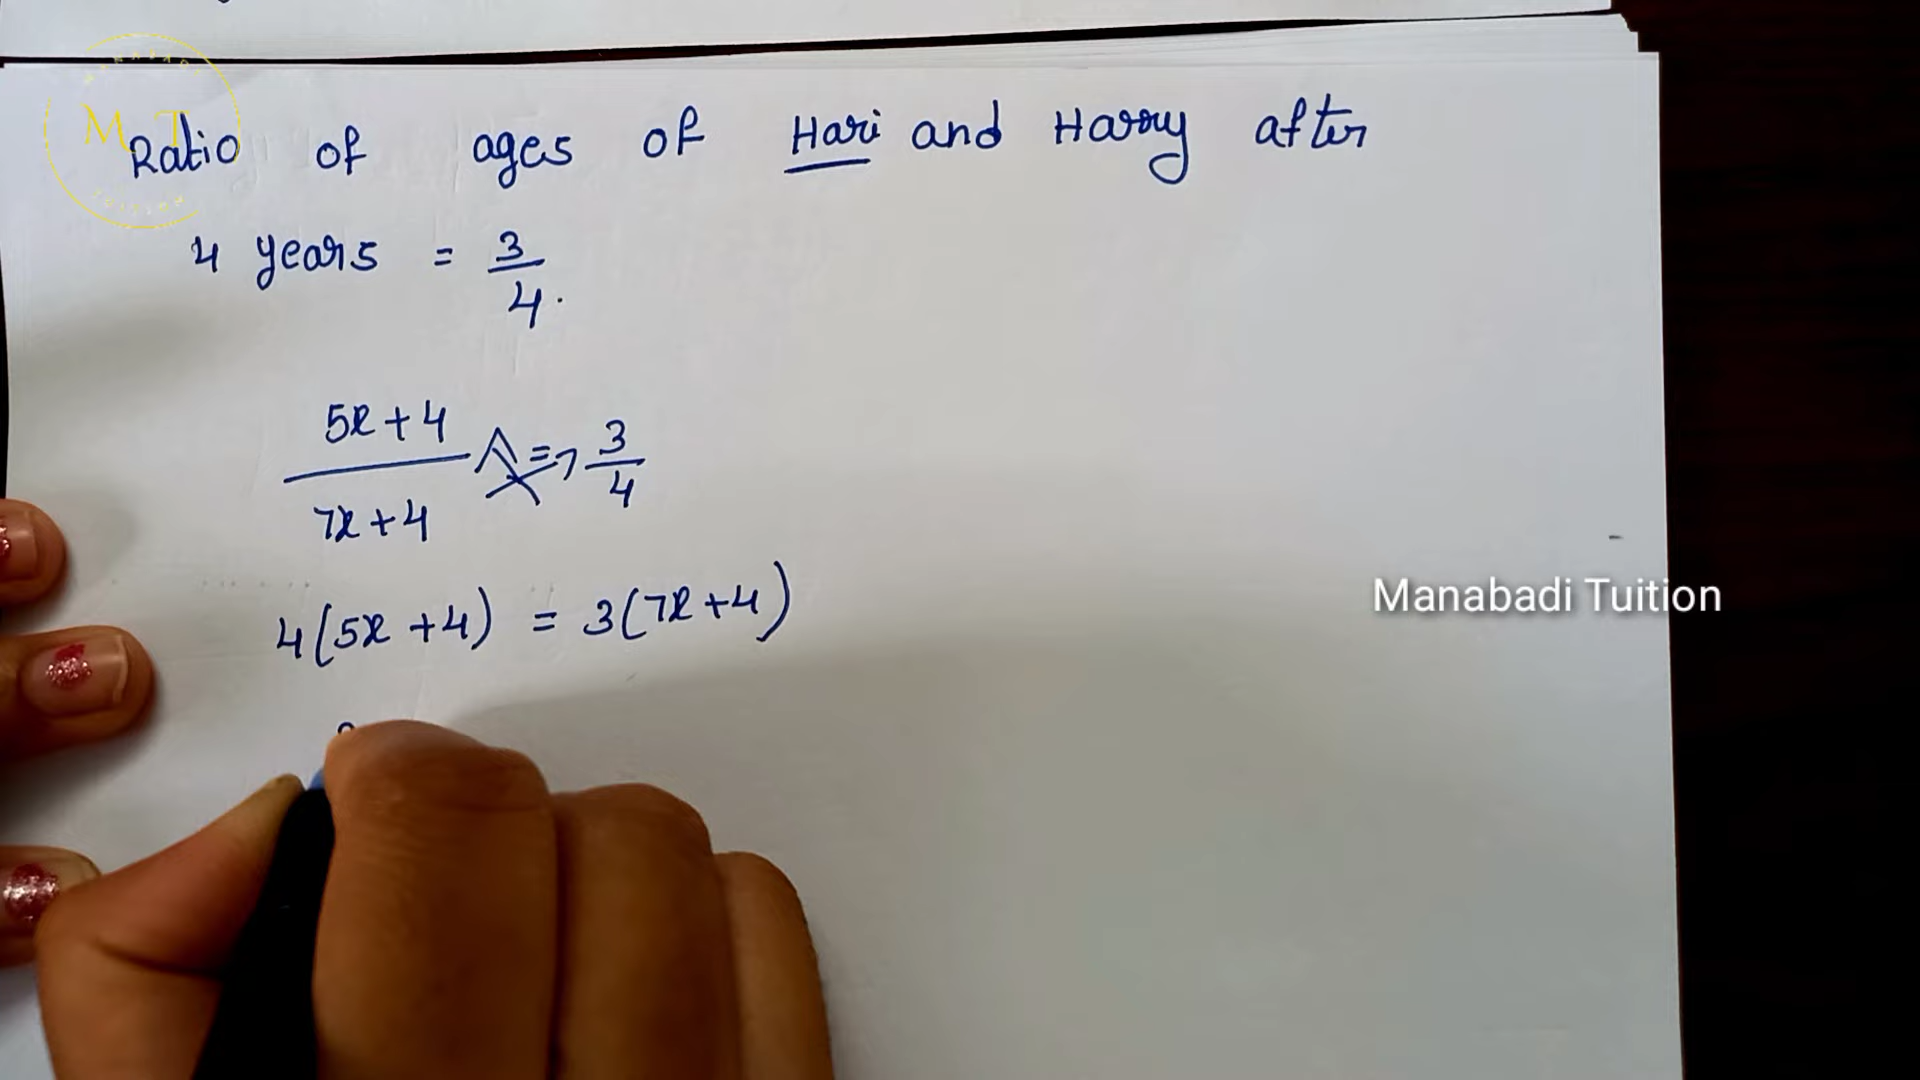 Ratio of ages of Hari and Harry after
4 years = 3/4.
5x+4/7x+4 = 3/4
4(5x+4) = 3(7x+4)
Manabadi Tuition